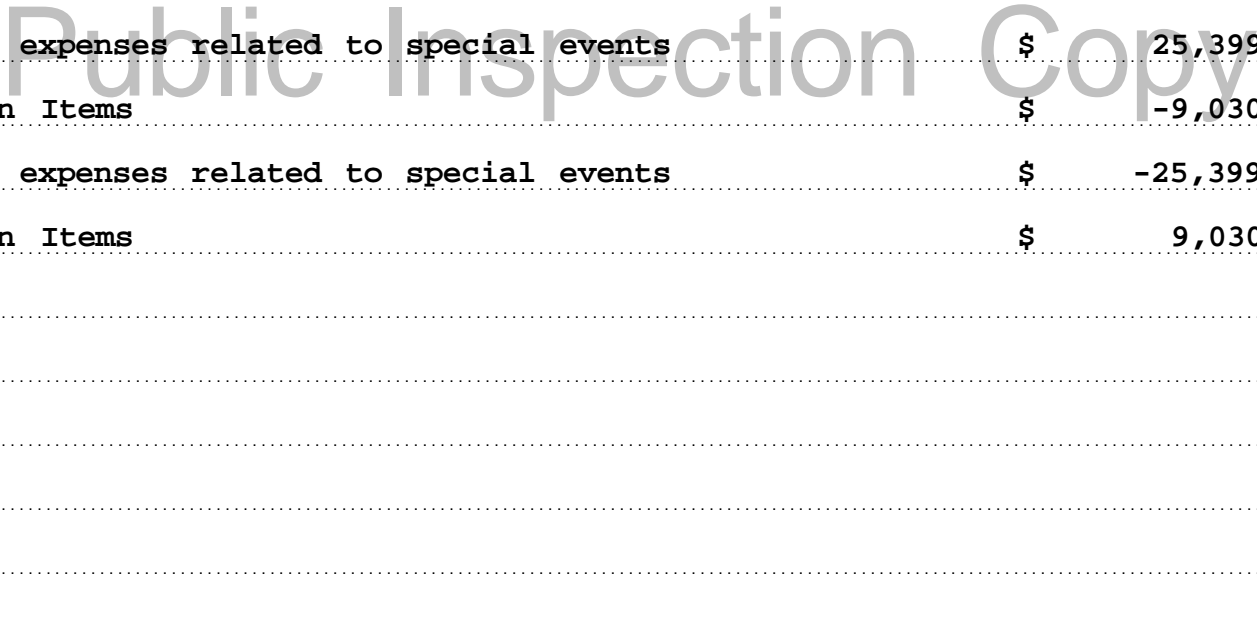 Public Inspection Copy
expenses related to special events $ 25,399
n Items $ -9,030
expenses related to special events $ -25,399
n Items $ 9,030